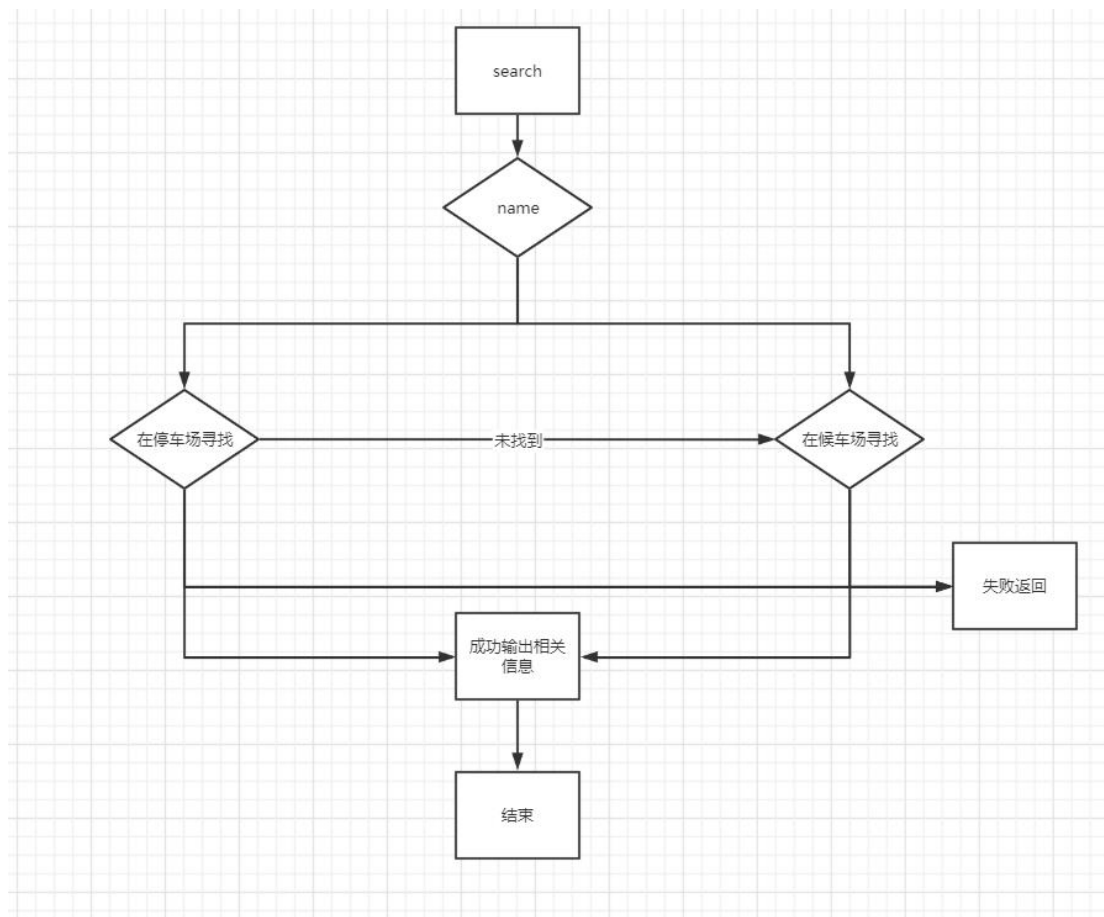 search
name
在停车场寻找
未找到
在候车场寻找
失败返回
成功输出相关
信息
结束